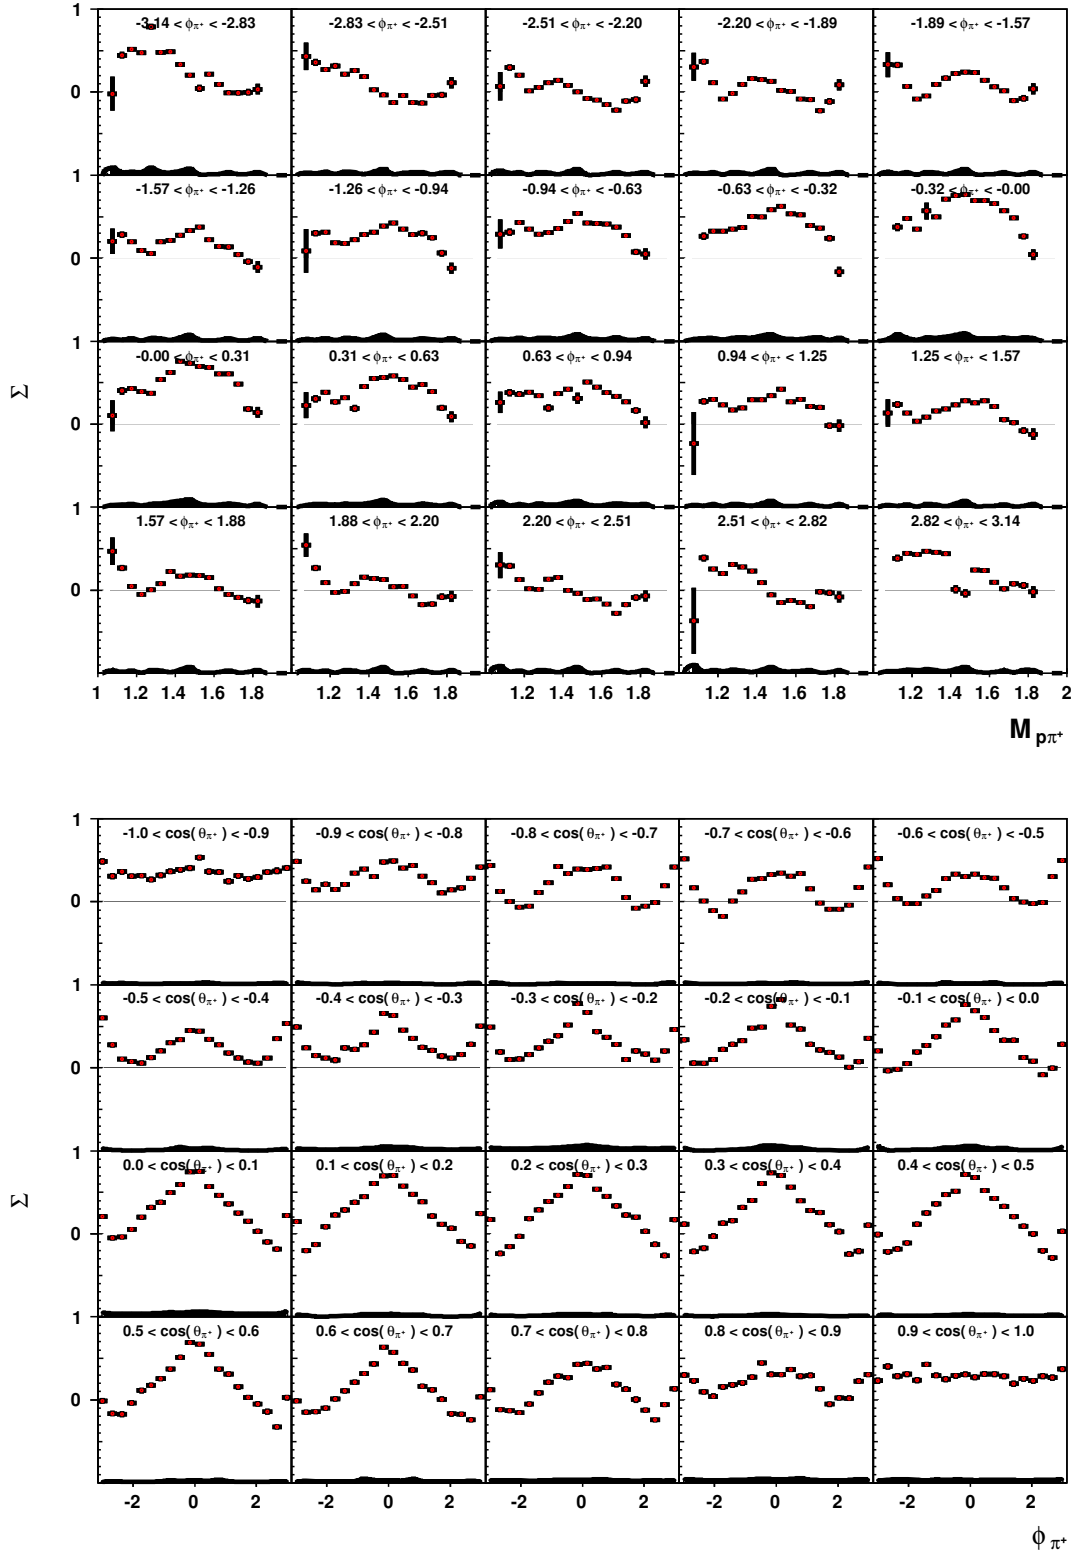 1
-3.14 < ϕπ⁺ < -2.83
-2.83 < ϕπ⁺ < -2.51
-2.51 < ϕπ⁺ < -2.20
-2.20 < ϕπ⁺ < -1.89
-1.89 < ϕπ⁺ < -1.57
0
1
-1.57 < ϕπ⁺ < -1.26
-1.26 < ϕπ⁺ < -0.94
-0.94 < ϕπ⁺ < -0.63
-0.63 < ϕπ⁺ < -0.32
-0.32 < ϕπ⁺ < -0.00
0
1
-0.00 < ϕπ⁺ < 0.31
0.31 < ϕπ⁺ < 0.63
0.63 < ϕπ⁺ < 0.94
0.94 < ϕπ⁺ < 1.25
1.25 < ϕπ⁺ < 1.57
Σ
0
1
1.57 < ϕπ⁺ < 1.88
1.88 < ϕπ⁺ < 2.20
2.20 < ϕπ⁺ < 2.51
2.51 < ϕπ⁺ < 2.82
2.82 < ϕπ⁺ < 3.14
0
1 1.2 1.4 1.6 1.8 1.2 1.4 1.6 1.8 1.2 1.4 1.6 1.8 1.2 1.4 1.6 1.8 1.2 1.4 1.6 1.8 2
M pπ⁺
1
-1.0 < cos(θπ⁺) < -0.9
-0.9 < cos(θπ⁺) < -0.8
-0.8 < cos(θπ⁺) < -0.7
-0.7 < cos(θπ⁺) < -0.6
-0.6 < cos(θπ⁺) < -0.5
0
1
-0.5 < cos(θπ⁺) < -0.4
-0.4 < cos(θπ⁺) < -0.3
-0.3 < cos(θπ⁺) < -0.2
-0.2 < cos(θπ⁺) < -0.1
-0.1 < cos(θπ⁺) < 0.0
0
1
0.0 < cos(θπ⁺) < 0.1
0.1 < cos(θπ⁺) < 0.2
0.2 < cos(θπ⁺) < 0.3
0.3 < cos(θπ⁺) < 0.4
0.4 < cos(θπ⁺) < 0.5
Σ
0
1
0.5 < cos(θπ⁺) < 0.6
0.6 < cos(θπ⁺) < 0.7
0.7 < cos(θπ⁺) < 0.8
0.8 < cos(θπ⁺) < 0.9
0.9 < cos(θπ⁺) < 1.0
0
-2 0 2 -2 0 2 -2 0 2 -2 0 2 -2 0 2
ϕ π⁺